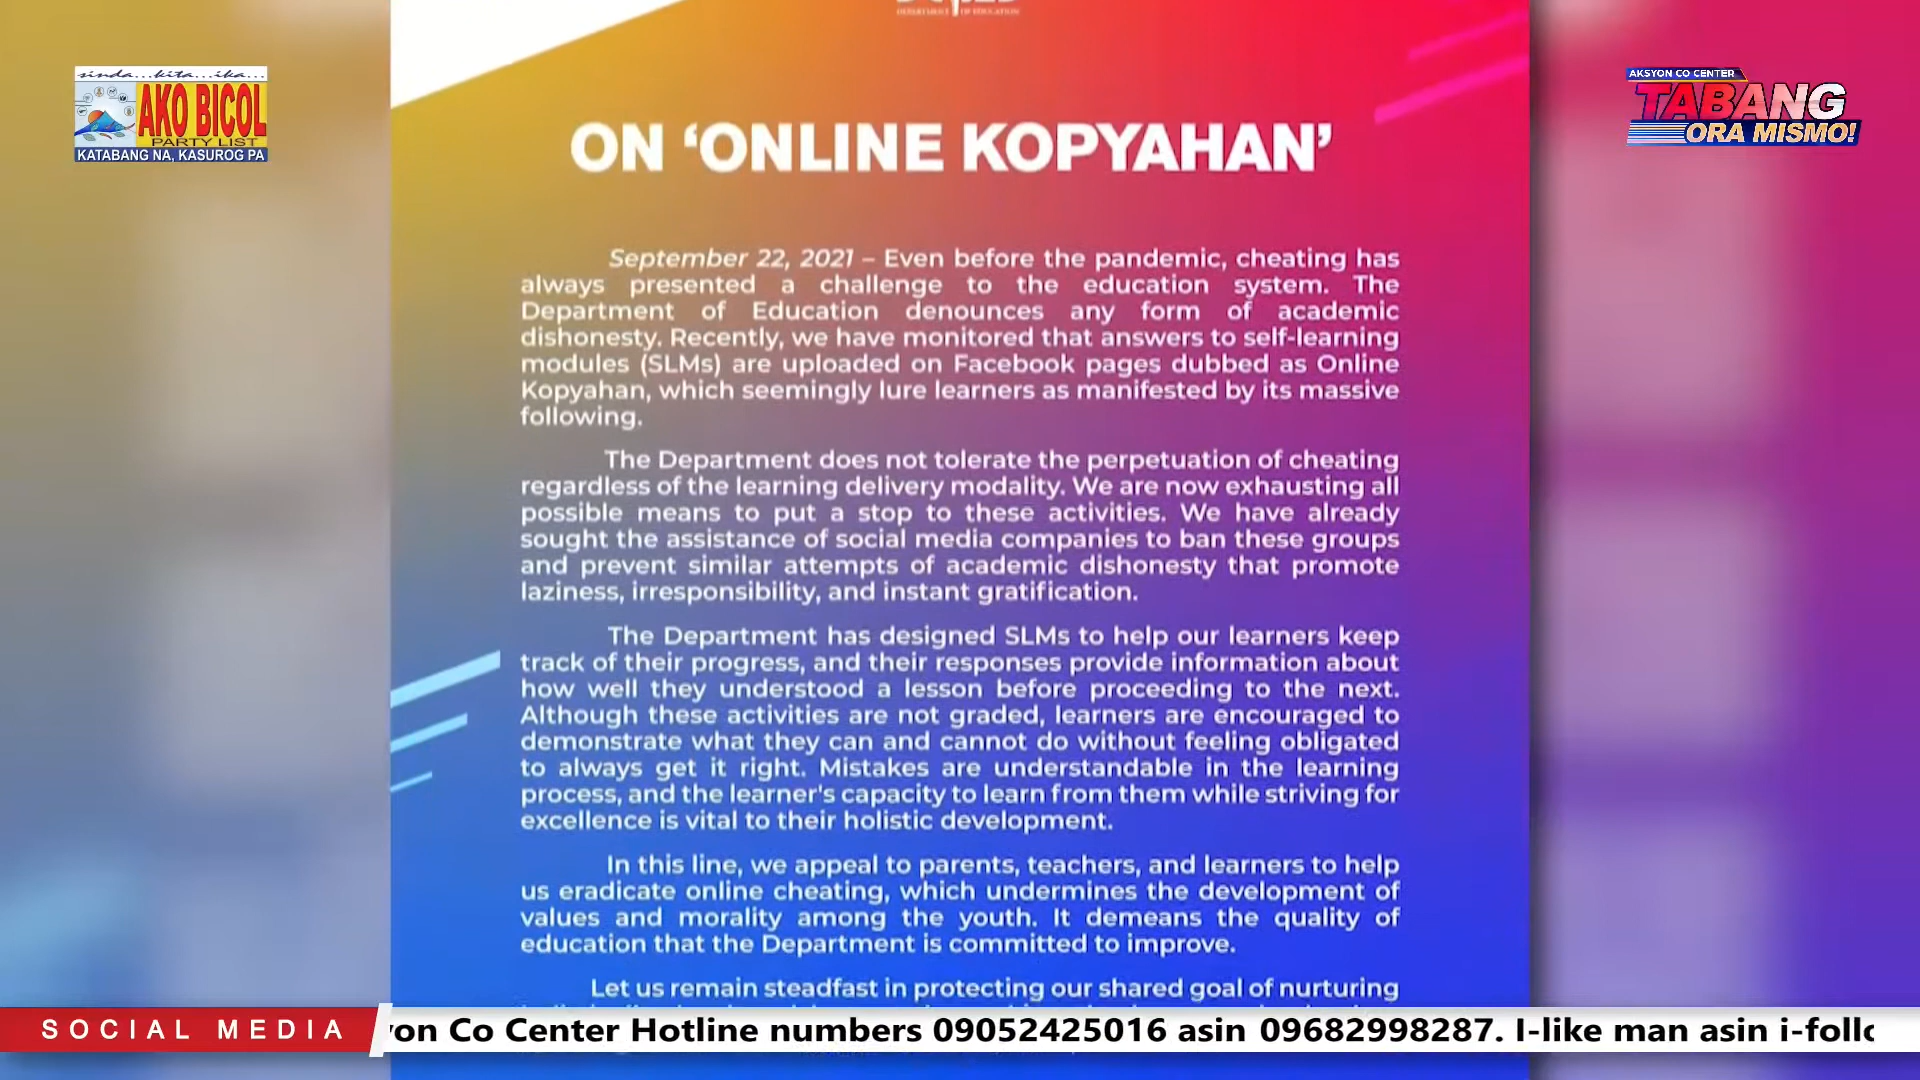 DEPARTMENT OF EDUCATION
sinda...kita...ika...
AKO BICOL
PARTY LIST
KATABANG NA, KASUROG PA
AKSYON CO CENTER
TABANG
ORA MISMO!
ON ‘ONLINE KOPYAHAN’
September 22, 2021 – Even before the pandemic, cheating has
always presented a challenge to the education system. The
Department of Education denounces any form of academic
dishonesty. Recently, we have monitored that answers to self-learning
modules (SLMs) are uploaded on Facebook pages dubbed as Online
Kopyahan, which seemingly lure learners as manifested by its massive
following.
The Department does not tolerate the perpetuation of cheating
regardless of the learning delivery modality. We are now exhausting all
possible means to put a stop to these activities. We have already
sought the assistance of social media companies to ban these groups
and prevent similar attempts of academic dishonesty that promote
laziness, irresponsibility, and instant gratification.
The Department has designed SLMs to help our learners keep
track of their progress, and their responses provide information about
how well they understood a lesson before proceeding to the next.
Although these activities are not graded, learners are encouraged to
demonstrate what they can and cannot do without feeling obligated
to always get it right. Mistakes are understandable in the learning
process, and the learner's capacity to learn from them while striving for
excellence is vital to their holistic development.
In this line, we appeal to parents, teachers, and learners to help
us eradicate online cheating, which undermines the development of
values and morality among the youth. It demeans the quality of
education that the Department is committed to improve.
Let us remain steadfast in protecting our shared goal of nurturing
SOCIAL MEDIA
yon Co Center Hotline numbers 09052425016 asin 09682998287. I-like man asin i-follo